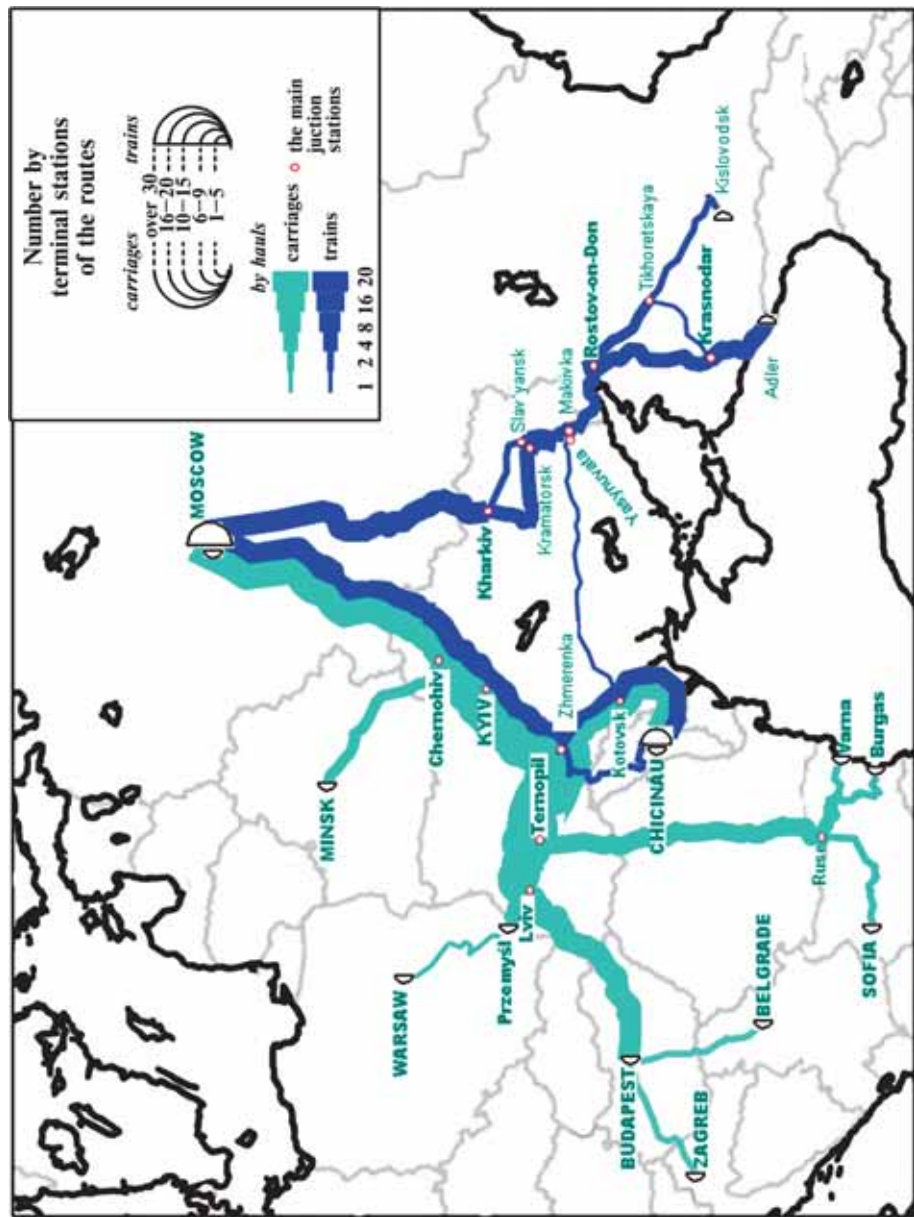 Number by
terminal stations
of the routes
carriages
trains
over 30
16–20
10–15
6–9
1–5
by hauls
carriages
trains
the main
juction
stations
1 2 4 8 16 20
MOSCOW
MINSK
Chernohiv
KYIV
Kharkiv
Slav'yansk
Kramatorsk
Makivka
Yasynuvata
Rostov-on-Don
Tikhoretskaya
Kislovodsk
Krasnodar
Adler
WARSAW
Przemyśl
Lviv
Ternopil
Zhmerenka
Kotovsk
CHICINAU
BUDAPEST
ZAGREB
BELGRADE
SOFIA
Ruse
Varna
Burgas